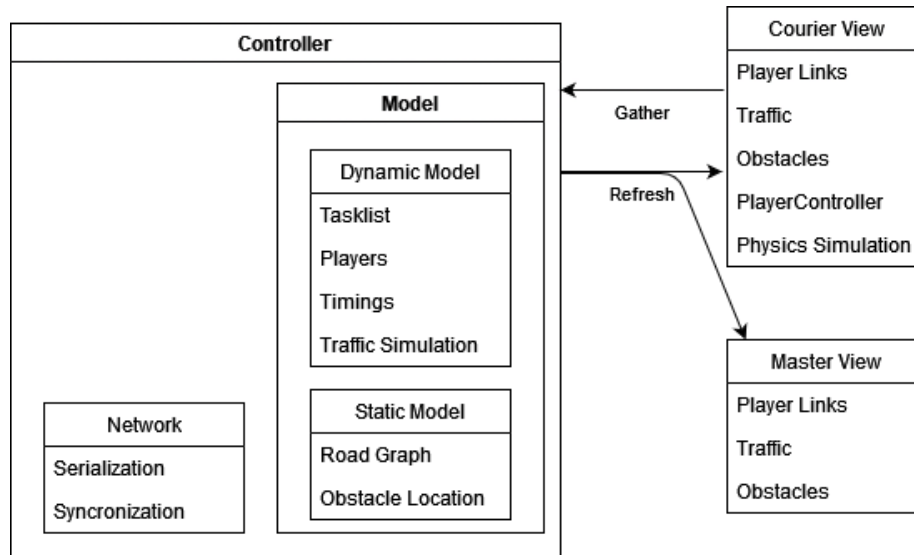 Controller
Model
Dynamic Model
Tasklist
Players
Timings
Traffic Simulation
Static Model
Road Graph
Obstacle Location
Network
Serialization
Syncronization
Gather
Refresh
Courier View
Player Links
Traffic
Obstacles
PlayerController
Physics Simulation
Master View
Player Links
Traffic
Obstacles